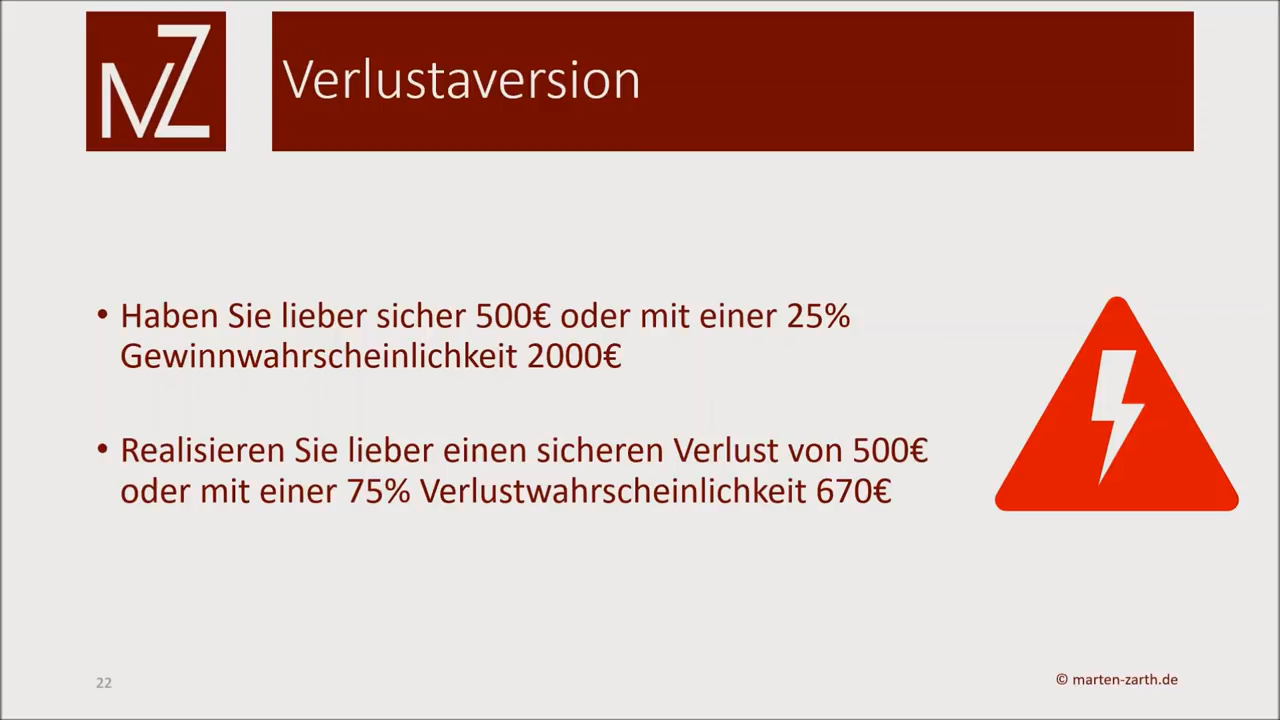 MZ
Verlustaversion
• Haben Sie lieber sicher 500€ oder mit einer 25%
Gewinnwahrscheinlichkeit 2000€
• Realisieren Sie lieber einen sicheren Verlust von 500€
oder mit einer 75% Verlustwahrscheinlichkeit 670€
22
© marten-zarth.de